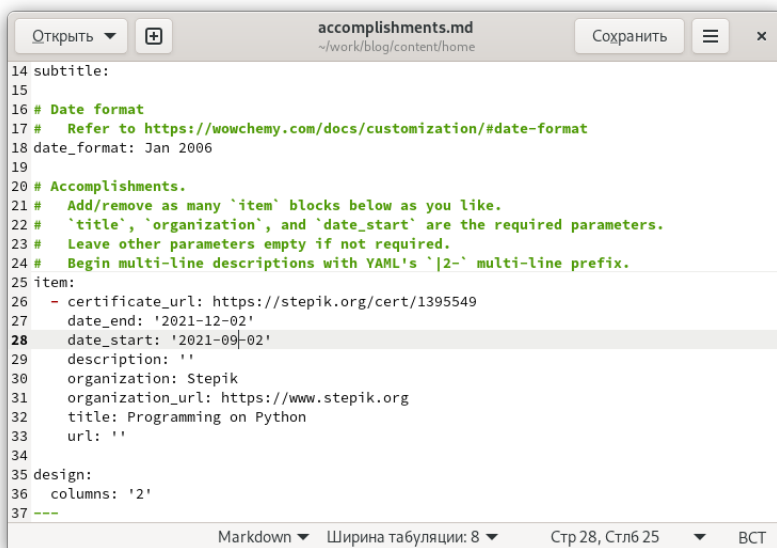 Открыть
accomplishments.md
~/work/blog/content/home
Сохранить
14 subtitle:
15
16 # Date format
17 #   Refer to https://wowchemy.com/docs/customization/#date-format
18 date_format: Jan 2006
19
20 # Accomplishments.
21 #   Add/remove as many `item` blocks below as you like.
22 #   `title`, `organization`, and `date_start` are the required parameters.
23 #   Leave other parameters empty if not required.
24 #   Begin multi-line descriptions with YAML's `|2-` multi-line prefix.
25 item:
26   - certificate_url: https://stepik.org/cert/1395549
27     date_end: '2021-12-02'
28     date_start: '2021-09-02'
29     description: ''
30     organization: Stepik
31     organization_url: https://www.stepik.org
32     title: Programming on Python
33     url: ''
34
35 design:
36   columns: '2'
37 ---
Markdown Ширина табуляции: 8 Стр 28, Стлб 25 ВСТ